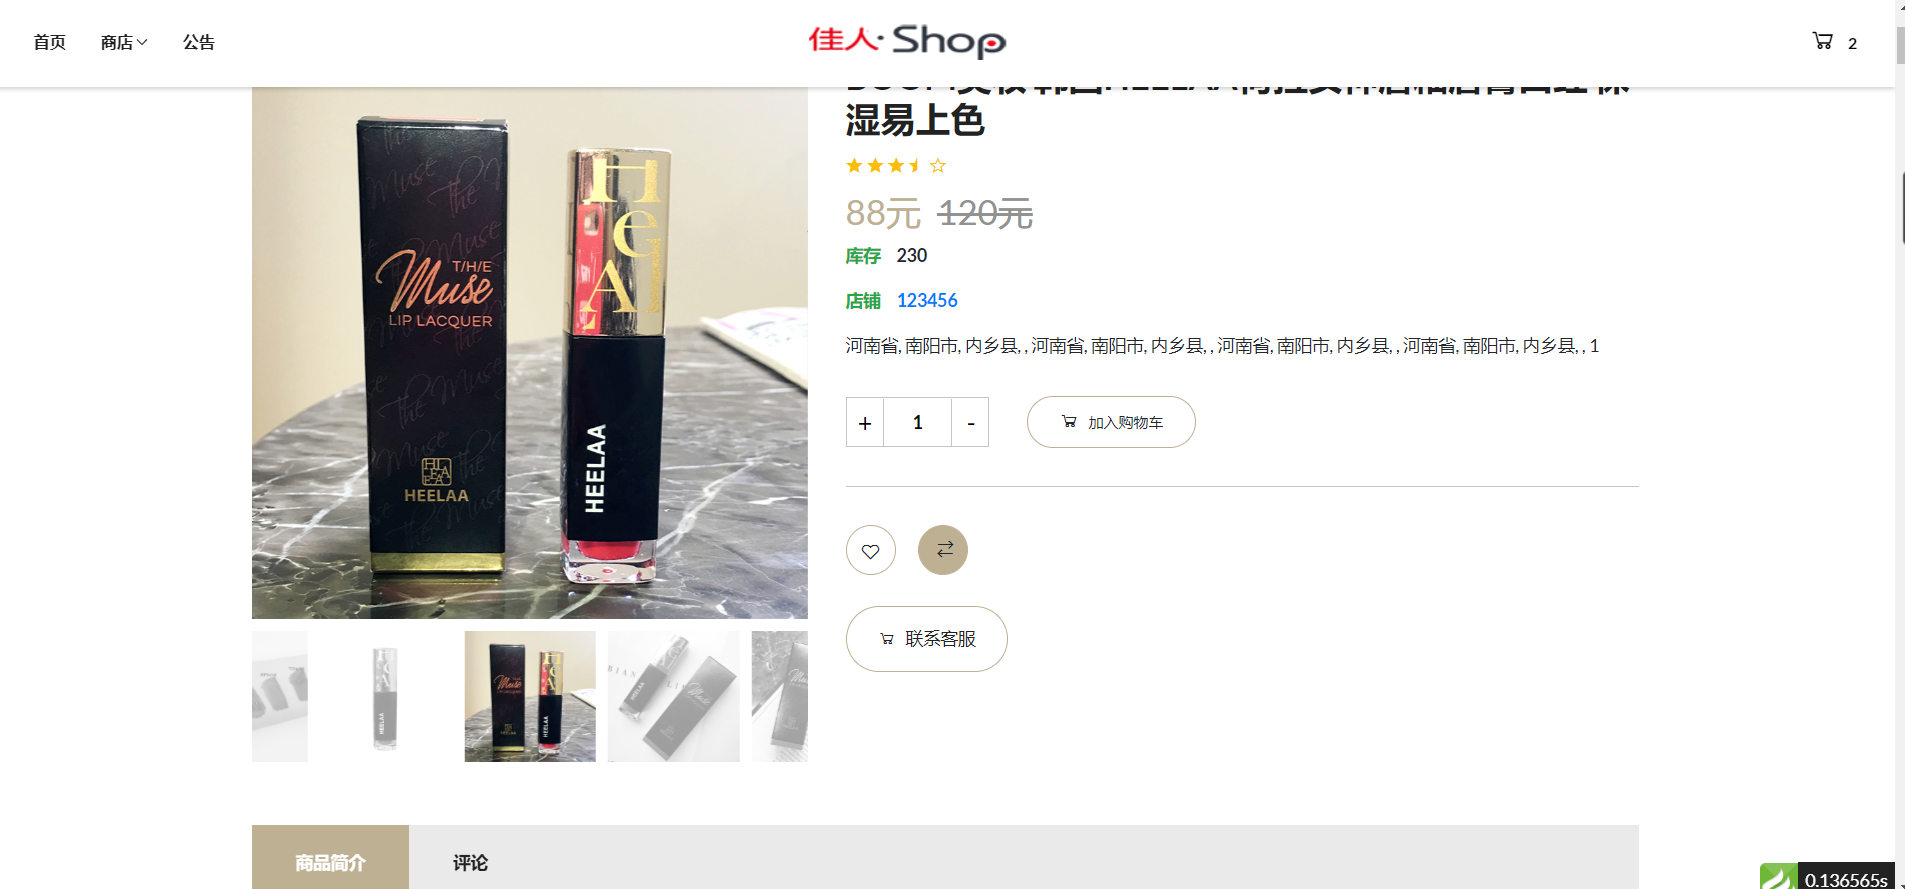 首页 商店 公告
佳人·Shop
2
湿易上色
88元 120元
库存 230
店铺 123456
河南省, 南阳市, 内乡县, , 河南省, 南阳市, 内乡县, , 河南省, 南阳市, 内乡县, , 河南省, 南阳市, 内乡县, , 1
+ 1 -
加入购物车
联系客服
T/H/E
Muse
LIP LACQUER
HEELAA
HeLAA
HEELAA
商品简介 评论
0.136565s